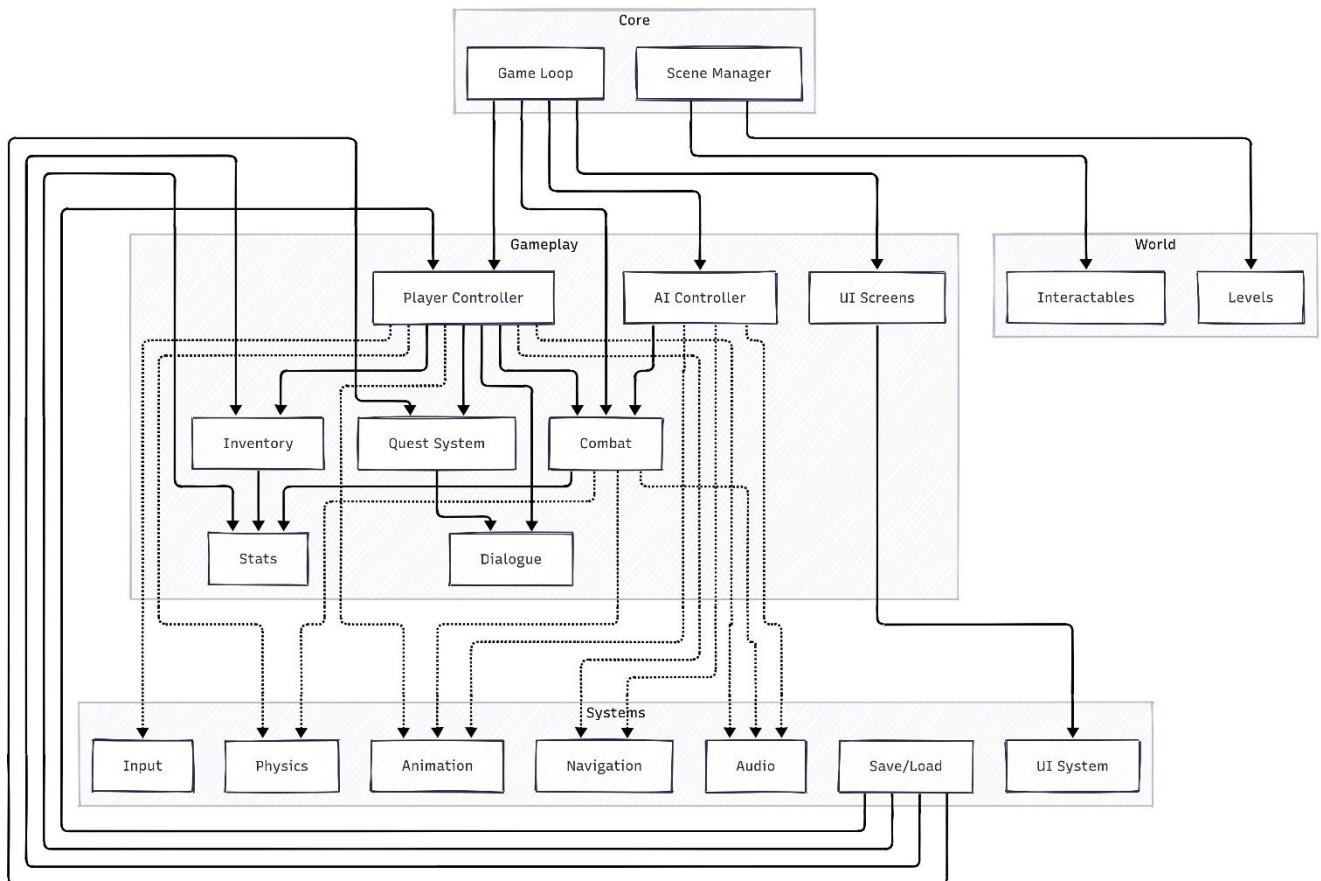 Core
Game Loop
Scene Manager
Gameplay
World
Player Controller
AI Controller
UI Screens
Interactables
Levels
Inventory
Quest System
Combat
Stats
Dialogue
Systems
Input
Physics
Animation
Navigation
Audio
Save/Load
UI System